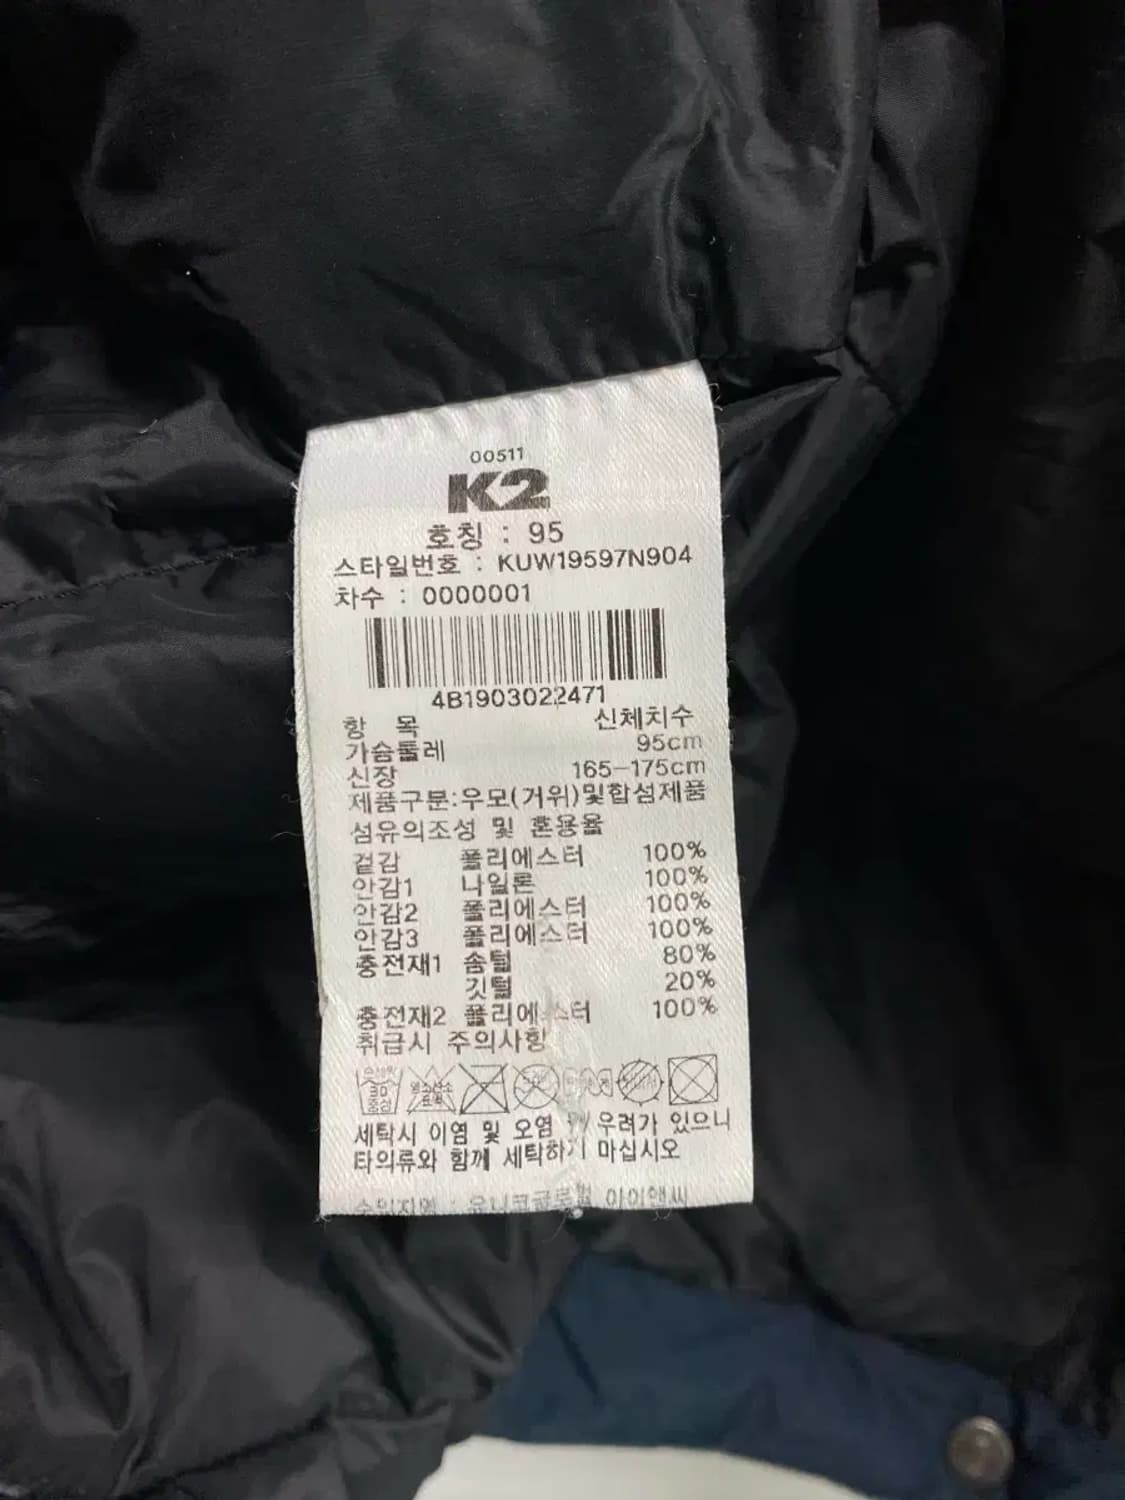 00511
K2
호칭 : 95
스타일번호 : KUW19597N904
차수 : 0000001
4B1903022471
항 목 신체치수
가슴둘레 95cm
신장 165-175cm
제품구분:우모(거위)및합섬제품
섬유의조성 및 혼용율
겉감 폴리에스터 100%
안감1 나일론 100%
안감2 폴리에스터 100%
안감3 폴리에스터 100%
충전재1 솜털 80%
깃털 20%
충전재2 폴리에스터 100%
취급시 주의사항
30
중성
세탁시 이염 및 오염 우려가 있으니
타의류와 함께 세탁하기 마십시오